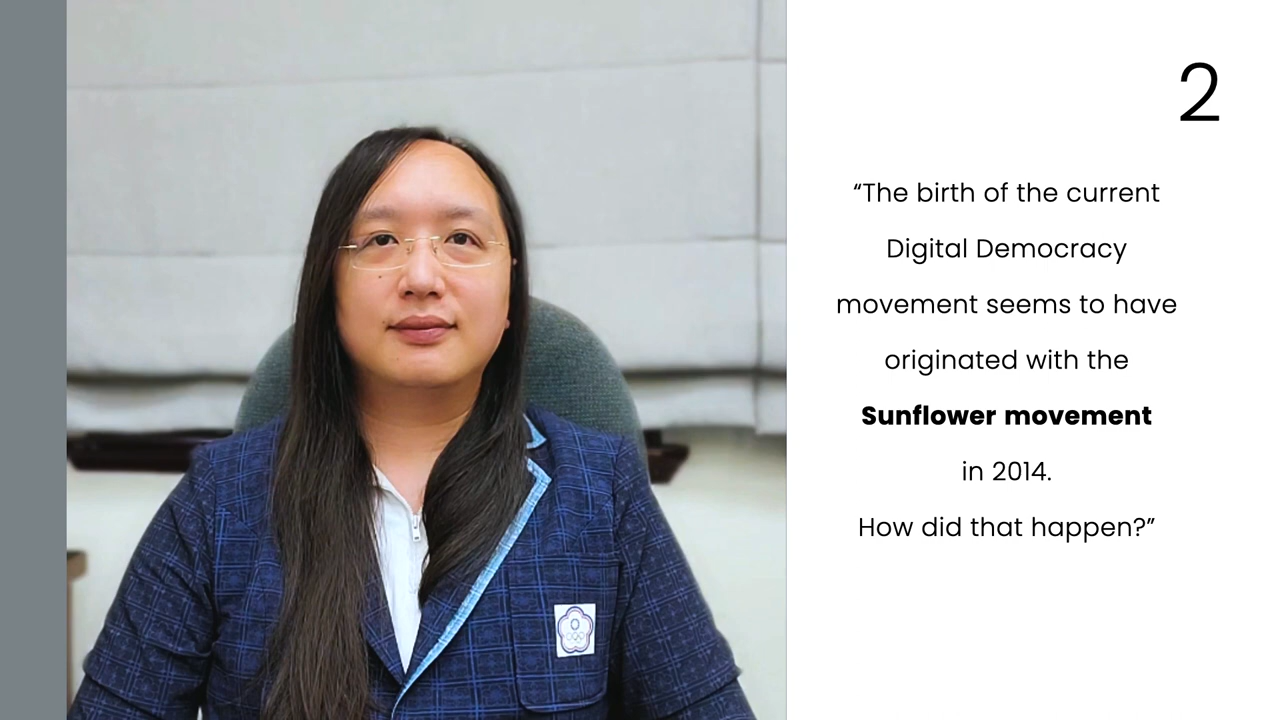 2
“The birth of the current
Digital Democracy
movement seems to have
originated with the
Sunflower movement
in 2014.
How did that happen?”